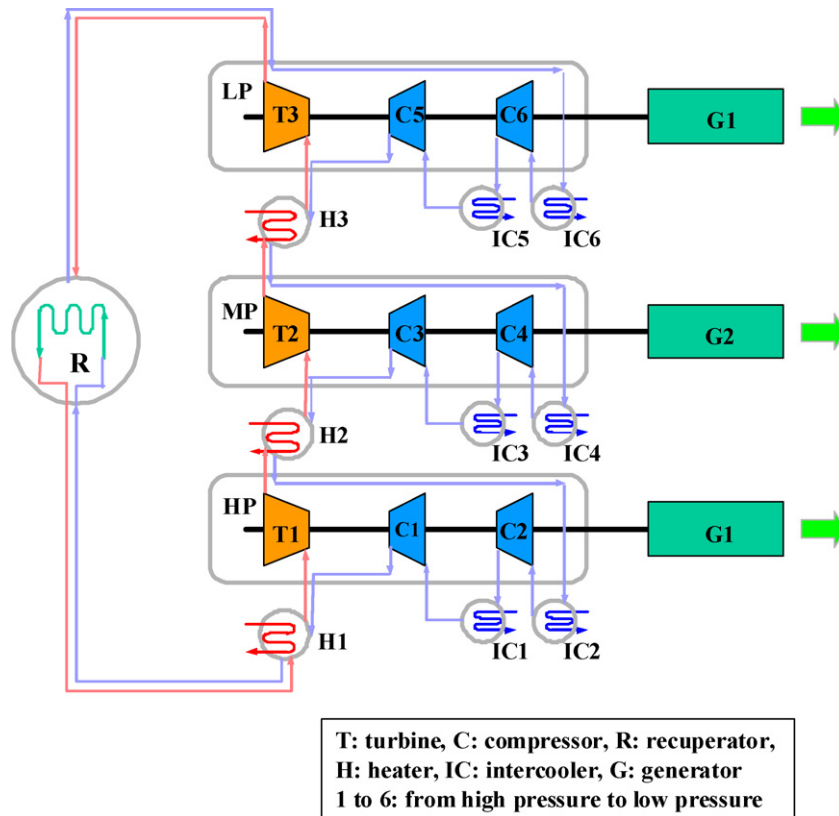 LP
T3
C5
C6
G1
H3
IC5
IC6
MP
T2
C3
C4
G2
R
H2
IC3
IC4
HP
T1
C1
C2
G1
H1
IC1
IC2
T: turbine, C: compressor, R: recuperator,
H: heater, IC: intercooler, G: generator
1 to 6: from high pressure to low pressure